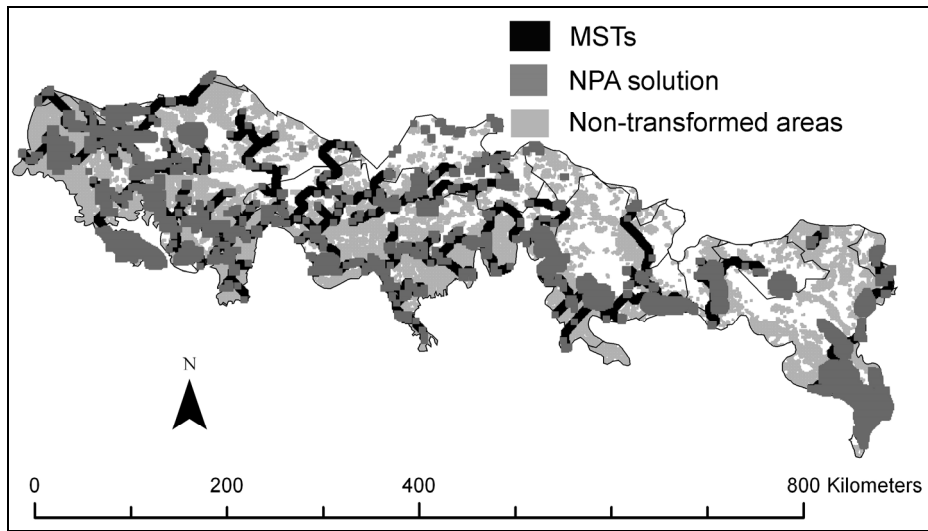 MSTs
NPA solution
Non-transformed areas
N
0 200 400 800 Kilometers